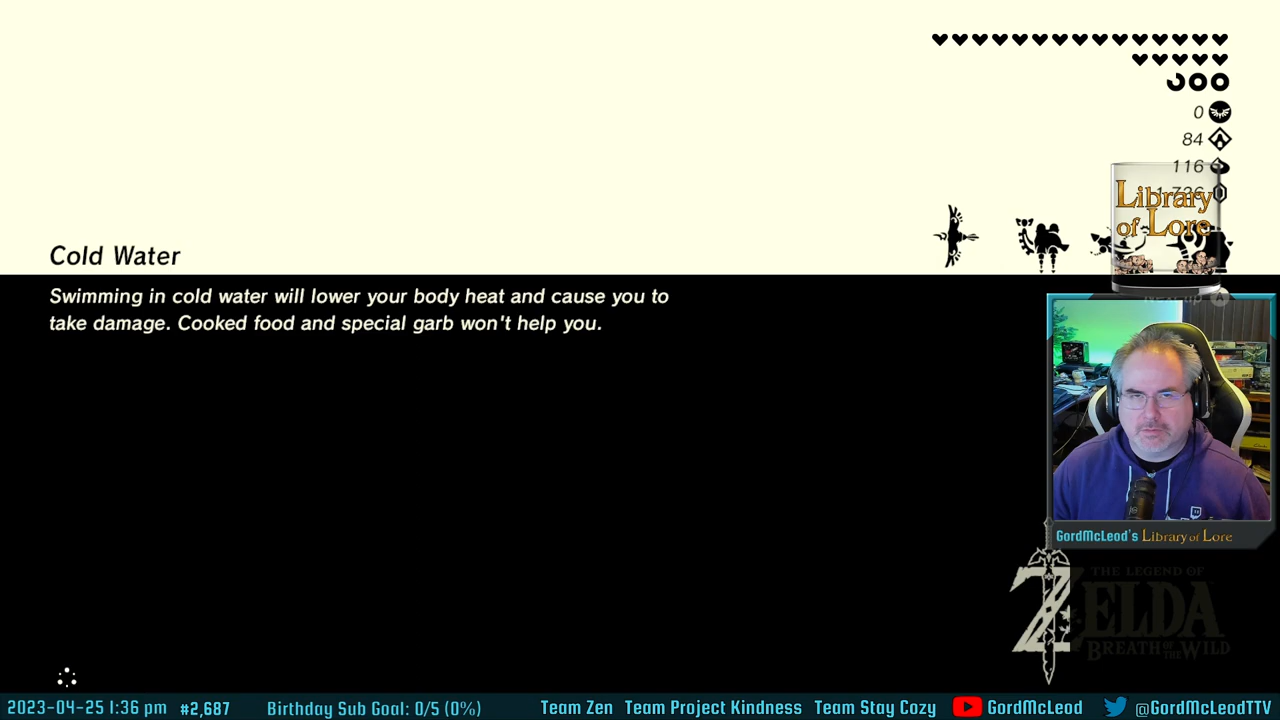 0
84
116
1,736
Library
of Lore
Cold Water
Swimming in cold water will lower your body heat and cause you to
take damage. Cooked food and special garb won't help you.
GordMcLeod's Library of Lore
THE LEGEND OF
ZELDA
BREATH OF THE WILD
2023-04-25 1:36 pm #2,687 Birthday Sub Goal: 0/5 (0%) Team Zen Team Project Kindness Team Stay Cozy GordMcLeod @GordMcLeodTTV